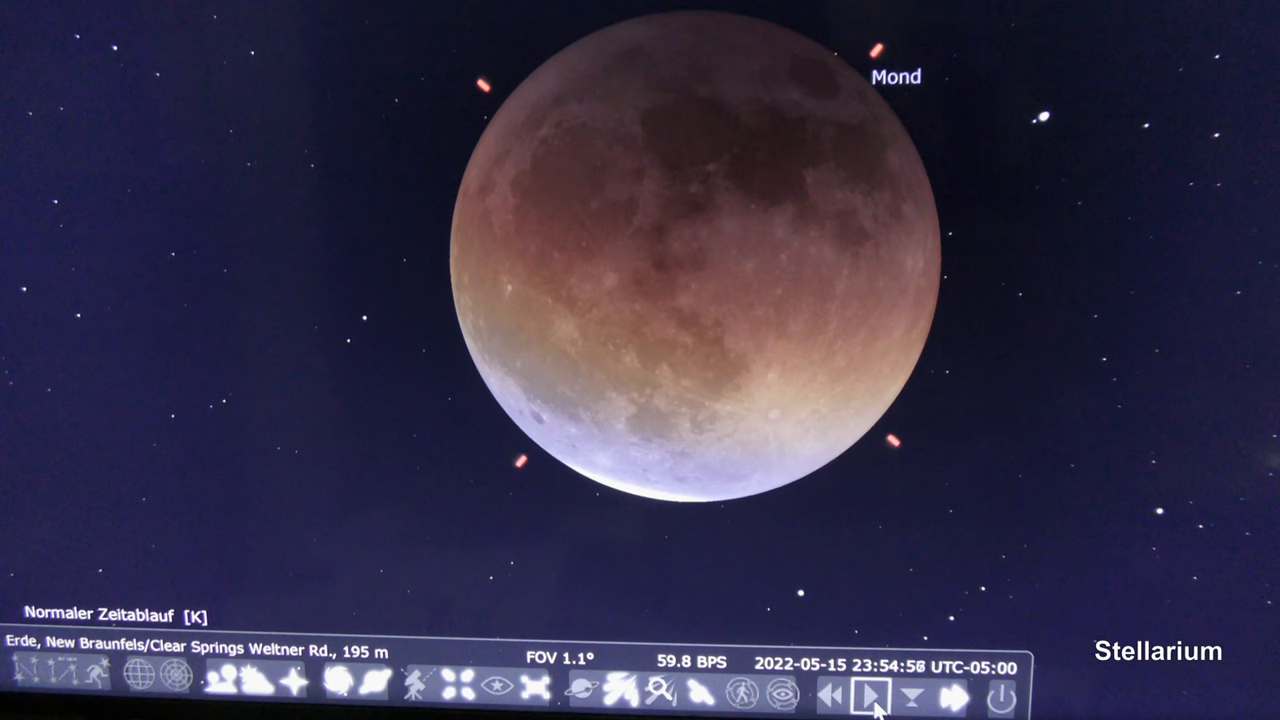 Mond
Normaler Zeitablauf [K]
Erde, New Braunfels/Clear Springs Weltner Rd., 195 m
FOV 1.1° 59.8 BPS 2022-05-15 23:54:56 UTC-05:00
Stellarium